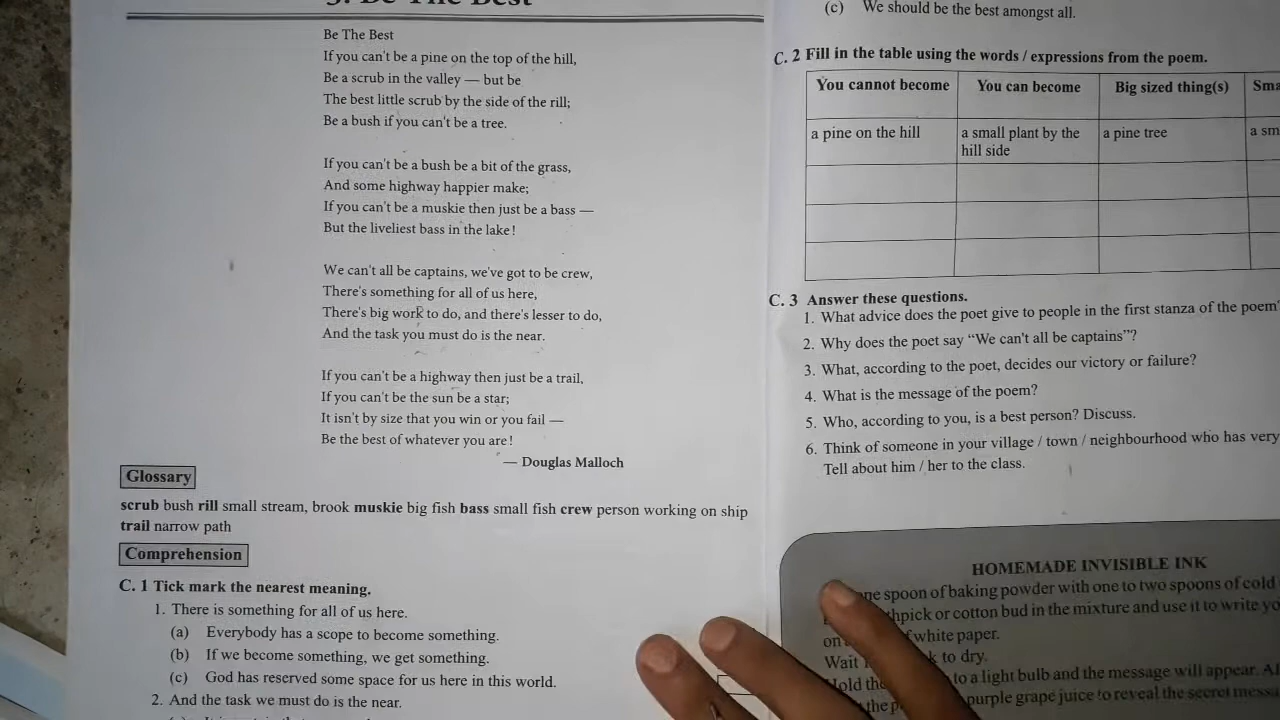 5. Be The Best
Be The Best
If you can't be a pine on the top of the hill,
Be a scrub in the valley — but be
The best little scrub by the side of the rill;
Be a bush if you can't be a tree.
If you can't be a bush be a bit of the grass,
And some highway happier make;
If you can't be a muskie then just be a bass —
But the liveliest bass in the lake!
We can't all be captains, we've got to be crew,
There's something for all of us here,
There's big work to do, and there's lesser to do,
And the task you must do is the near.
If you can't be a highway then just be a trail,
If you can't be the sun be a star;
It isn't by size that you win or you fail —
Be the best of whatever you are!
— Douglas Malloch
Glossary
scrub bush rill small stream, brook muskie big fish bass small fish crew person working on ship
trail narrow path
Comprehension
C. 1 Tick mark the nearest meaning.
1. There is something for all of us here.
(a) Everybody has a scope to become something.
(b) If we become something, we get something.
(c) God has reserved some space for us here in this world.
2. And the task we must do is the near.
(c) We should be the best amongst all.
C. 2 Fill in the table using the words / expressions from the poem.
You cannot become You can become Big sized thing(s)
a pine on the hill a small plant by the hill side a pine tree
C. 3 Answer these questions.
1. What advice does the poet give to people in the first stanza of the poem
2. Why does the poet say “We can't all be captains”?
3. What, according to the poet, decides our victory or failure?
4. What is the message of the poem?
5. Who, according to you, is a best person? Discuss.
6. Think of someone in your village / town / neighbourhood who has very
Tell about him / her to the class.
HOMEMADE INVISIBLE INK
spoon of baking powder with one to two spoons of cold
or cotton bud in the mixture and use it to write
on white paper.
Wait to dry.
Hold to a light bulb and the message will appear.
purple grape juice to reveal the secret